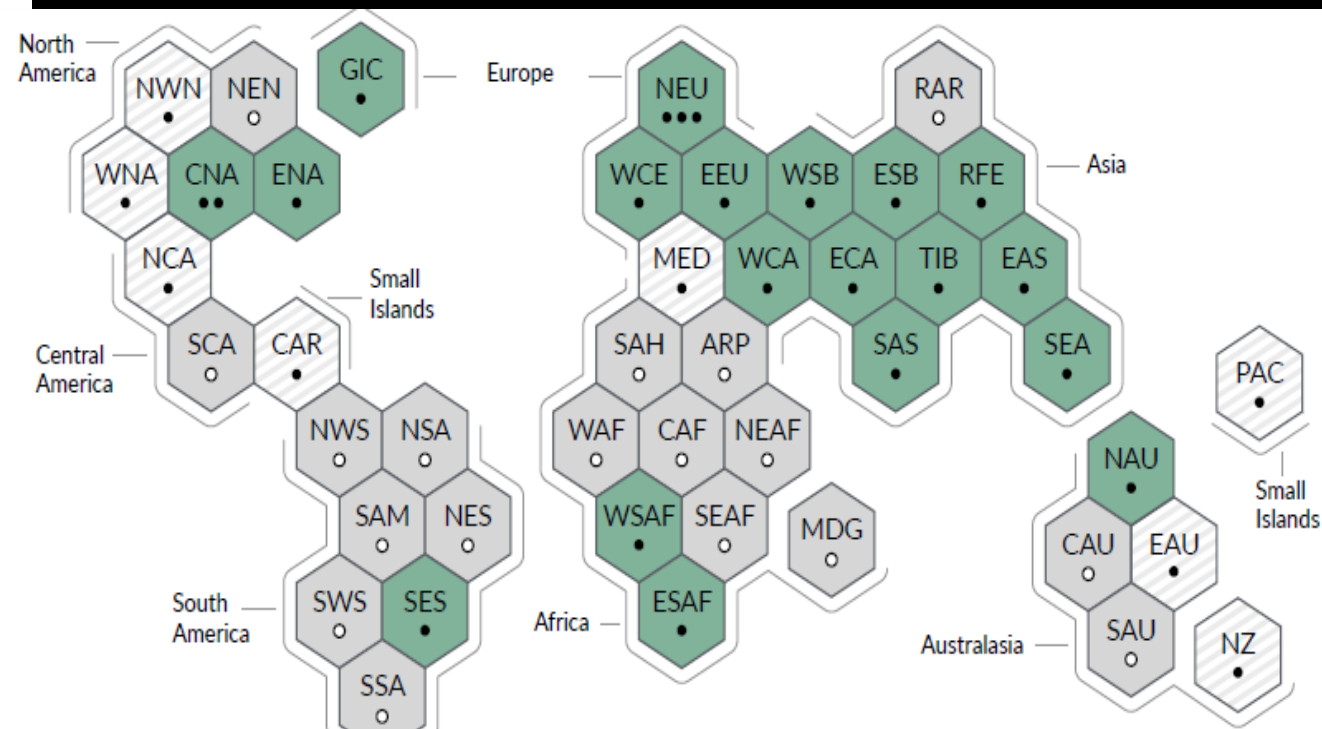 North
America
NWN
NEN
GIC
Europe
NEU
RAR
WNA
CNA
ENA
WCE
EEU
WSB
ESB
RFE
Asia
NCA
MED
WCA
ECA
TIB
EAS
Small
Islands
Central
America
SCA
CAR
SAH
ARP
SAS
SEA
PAC
NWS
NSA
WAF
CAF
NEAF
NAU
Small
Islands
SAM
NES
WSAF
SEAF
MDG
CAU
EAU
South
America
SWS
SES
Africa
ESAF
Australasia
SAU
NZ
SSA